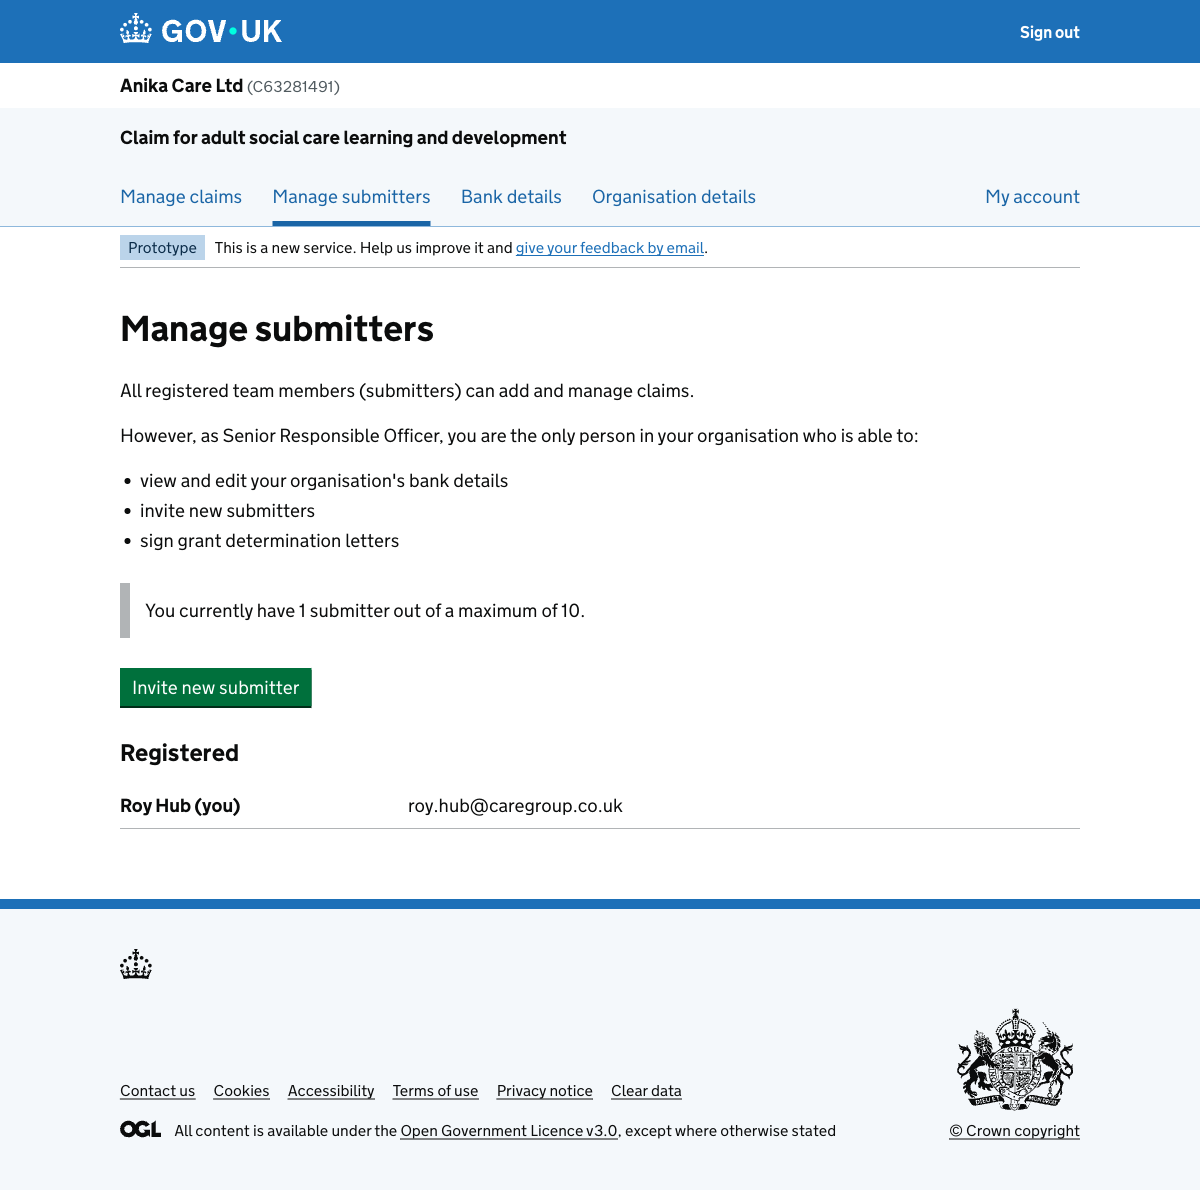 GOV·UK
Sign out
Anika Care Ltd (C63281491)
Claim for adult social care learning and development
Manage claims Manage submitters Bank details Organisation details My account
Prototype This is a new service. Help us improve it and give your feedback by email.
Manage submitters
All registered team members (submitters) can add and manage claims.
However, as Senior Responsible Officer, you are the only person in your organisation who is able to:
• view and edit your organisation's bank details
• invite new submitters
• sign grant determination letters
You currently have 1 submitter out of a maximum of 10.
Invite new submitter
Registered
Roy Hub (you) roy.hub@caregroup.co.uk
Contact us Cookies Accessibility Terms of use Privacy notice Clear data
OGL All content is available under the Open Government Licence v3.0, except where otherwise stated
© Crown copyright